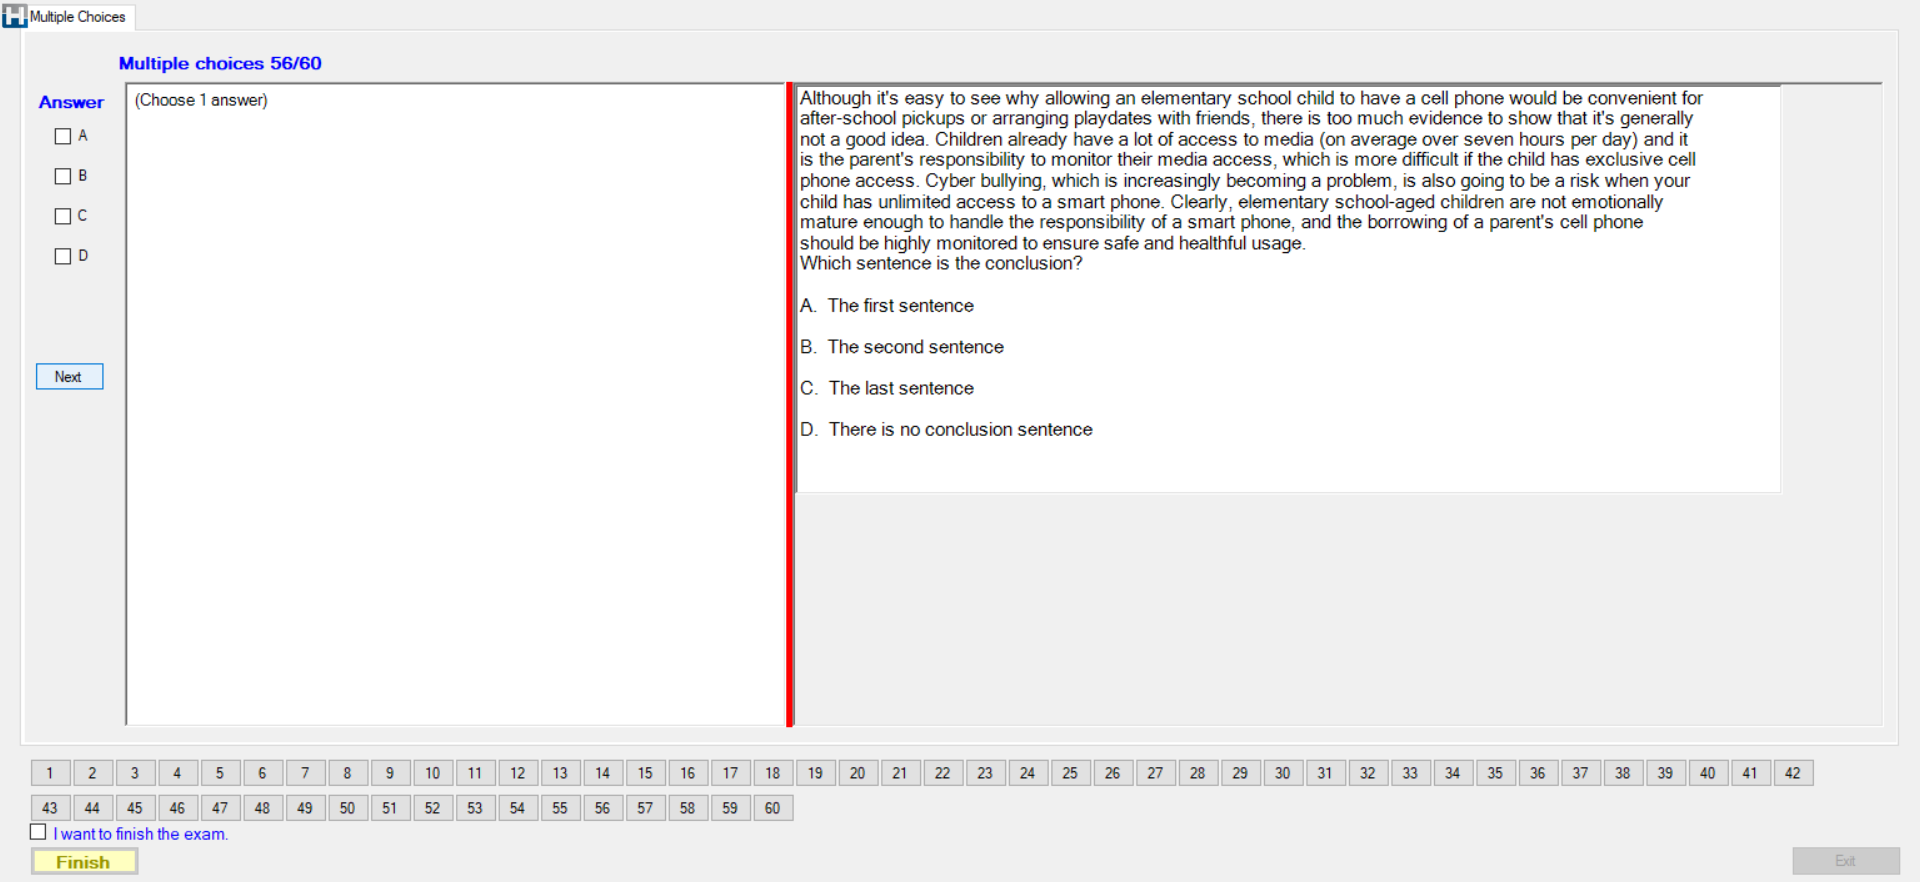 Multiple Choices
Multiple choices 56/60
Answer
A
B
C
D
Next
(Choose 1 answer)
Although it's easy to see why allowing an elementary school child to have a cell phone would be convenient for
after-school pickups or arranging playdates with friends, there is too much evidence to show that it's generally
not a good idea. Children already have a lot of access to media (on average over seven hours per day) and it
is the parent's responsibility to monitor their media access, which is more difficult if the child has exclusive cell
phone access. Cyber bullying, which is increasingly becoming a problem, is also going to be a risk when your
child has unlimited access to a smart phone. Clearly, elementary school-aged children are not emotionally
mature enough to handle the responsibility of a smart phone, and the borrowing of a parent's cell phone
should be highly monitored to ensure safe and healthful usage.
Which sentence is the conclusion?
A. The first sentence
B. The second sentence
C. The last sentence
D. There is no conclusion sentence
1 2 3 4 5 6 7 8 9 10 11 12 13 14 15 16 17 18 19 20 21 22 23 24 25 26 27 28 29 30 31 32 33 34 35 36 37 38 39 40 41 42
43 44 45 46 47 48 49 50 51 52 53 54 55 56 57 58 59 60
I want to finish the exam.
Finish
Exit